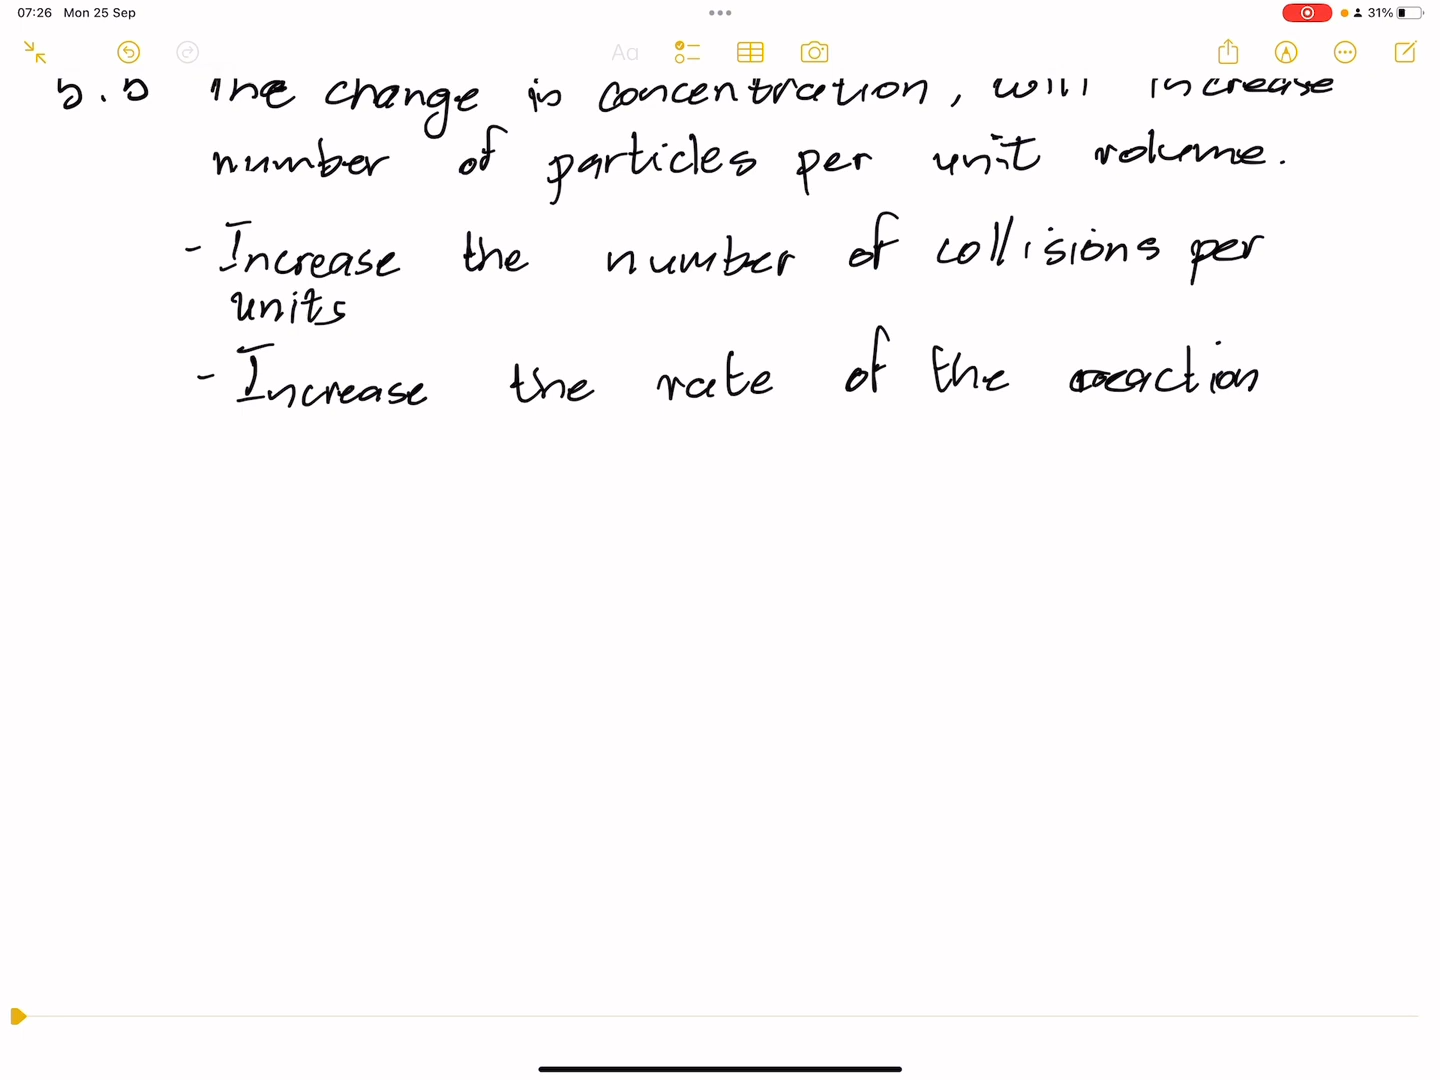 07:26 Mon 25 Sep
31%
Aa
5.5 The change in concentration, will increase
number of particles per unit volume.
- Increase the number of collisions per
units
- Increase the rate of the reaction